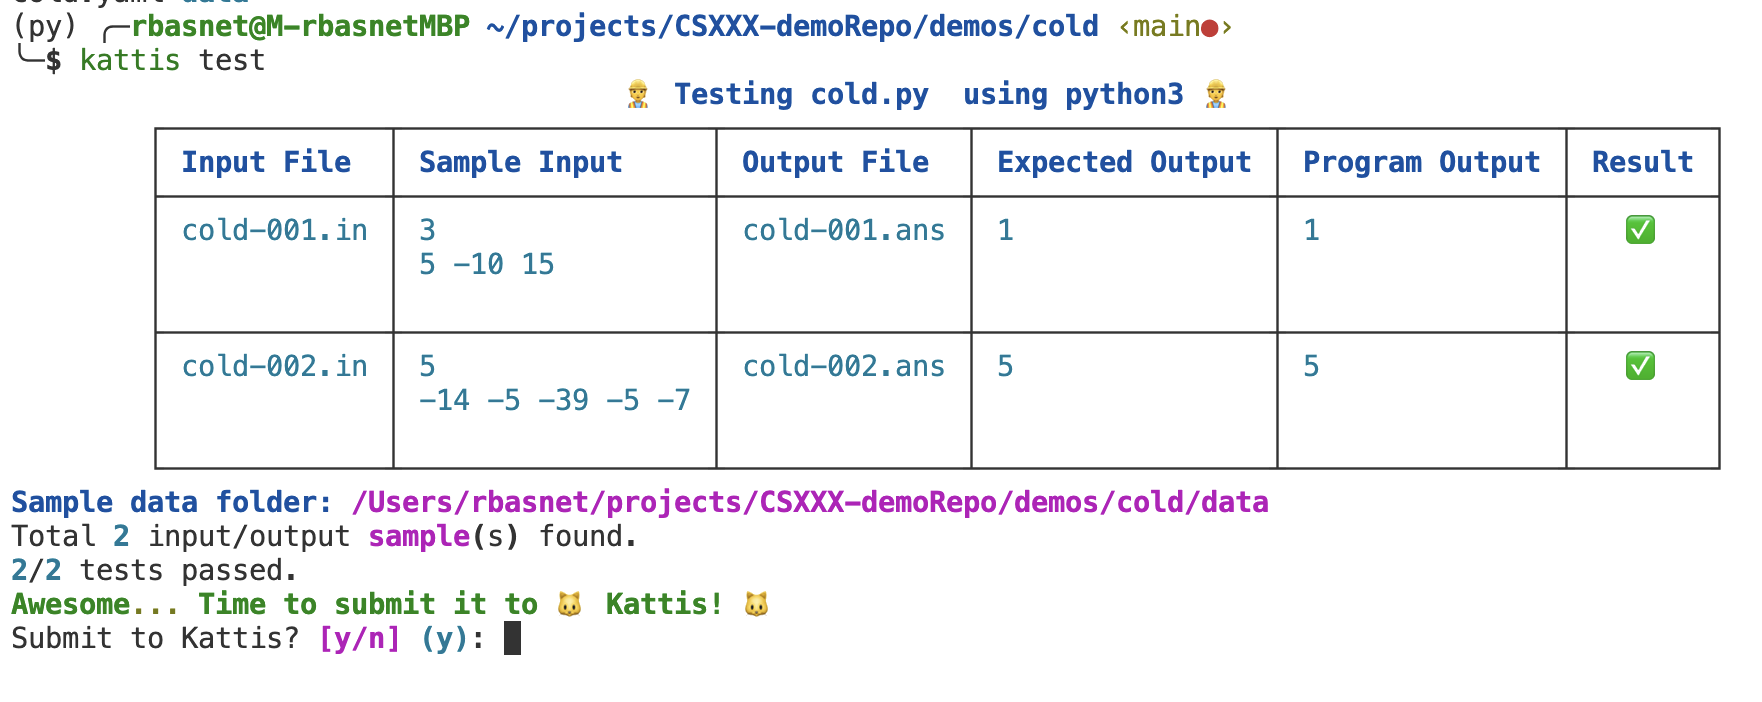 cold.yaml data
(py) ╭─rbasnet@M-rbasnetMBP ~/projects/CSXXX-demoRepo/demos/cold ‹main●›
╰─$ kattis test
👷 Testing cold.py  using python3 👷
Input File Sample Input Output File Expected Output Program Output Result
cold-001.in 3 cold-001.ans 1 1 ✅
5 -10 15
cold-002.in 5 cold-002.ans 5 5 ✅
-14 -5 -39 -5 -7
Sample data folder: /Users/rbasnet/projects/CSXXX-demoRepo/demos/cold/data
Total 2 input/output sample(s) found.
2/2 tests passed.
Awesome... Time to submit it to 🐱 Kattis! 🐱
Submit to Kattis? [y/n] (y):